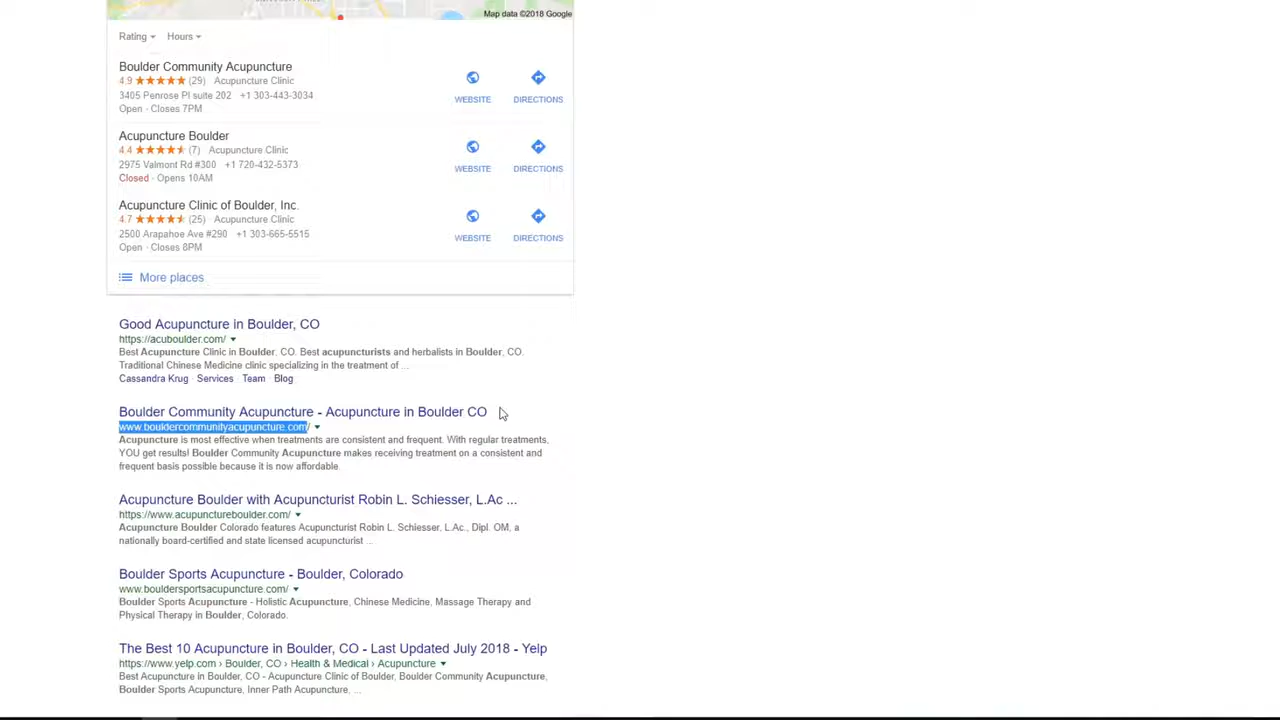 Map data ©2018 Google
Rating Hours
Boulder Community Acupuncture
4.9 (29) Acupuncture Clinic
3405 Penrose Pl suite 202 +1 303-443-3034
Open · Closes 7PM
WEBSITE DIRECTIONS
Acupuncture Boulder
4.4 (7) Acupuncture Clinic
2975 Valmont Rd #300 +1 720-432-5373
Closed · Opens 10AM
WEBSITE DIRECTIONS
Acupuncture Clinic of Boulder, Inc.
4.7 (25) Acupuncture Clinic
2500 Arapahoe Ave #290 +1 303-665-5515
Open · Closes 8PM
WEBSITE DIRECTIONS
More places
Good Acupuncture in Boulder, CO
https://acuboulder.com/
Best Acupuncture Clinic in Boulder, CO. Best acupuncturists and herbalists in Boulder, CO.
Traditional Chinese Medicine clinic specializing in the treatment of ...
Cassandra Krug · Services · Team · Blog
Boulder Community Acupuncture - Acupuncture in Boulder CO
www.bouldercommunityacupuncture.com/
Acupuncture is most effective when treatments are consistent and frequent. With regular treatments,
YOU get results! Boulder Community Acupuncture makes receiving treatment on a consistent and
frequent basis possible because it is now affordable.
Acupuncture Boulder with Acupuncturist Robin L. Schiesser, L.Ac ...
https://www.acupunctureboulder.com/
Acupuncture Boulder Colorado features Acupuncturist Robin L. Schiesser, L.Ac., Dipl. OM, a
nationally board-certified and state licensed acupuncturist ...
Boulder Sports Acupuncture - Boulder, Colorado
www.bouldersportsacupuncture.com/
Boulder Sports Acupuncture - Holistic Acupuncture, Chinese Medicine, Massage Therapy and
Physical Therapy in Boulder, Colorado.
The Best 10 Acupuncture in Boulder, CO - Last Updated July 2018 - Yelp
https://www.yelp.com › Boulder, CO › Health & Medical › Acupuncture
Best Acupuncture in Boulder, CO - Acupuncture Clinic of Boulder, Boulder Community Acupuncture,
Boulder Sports Acupuncture, Inner Path Acupuncture, ...